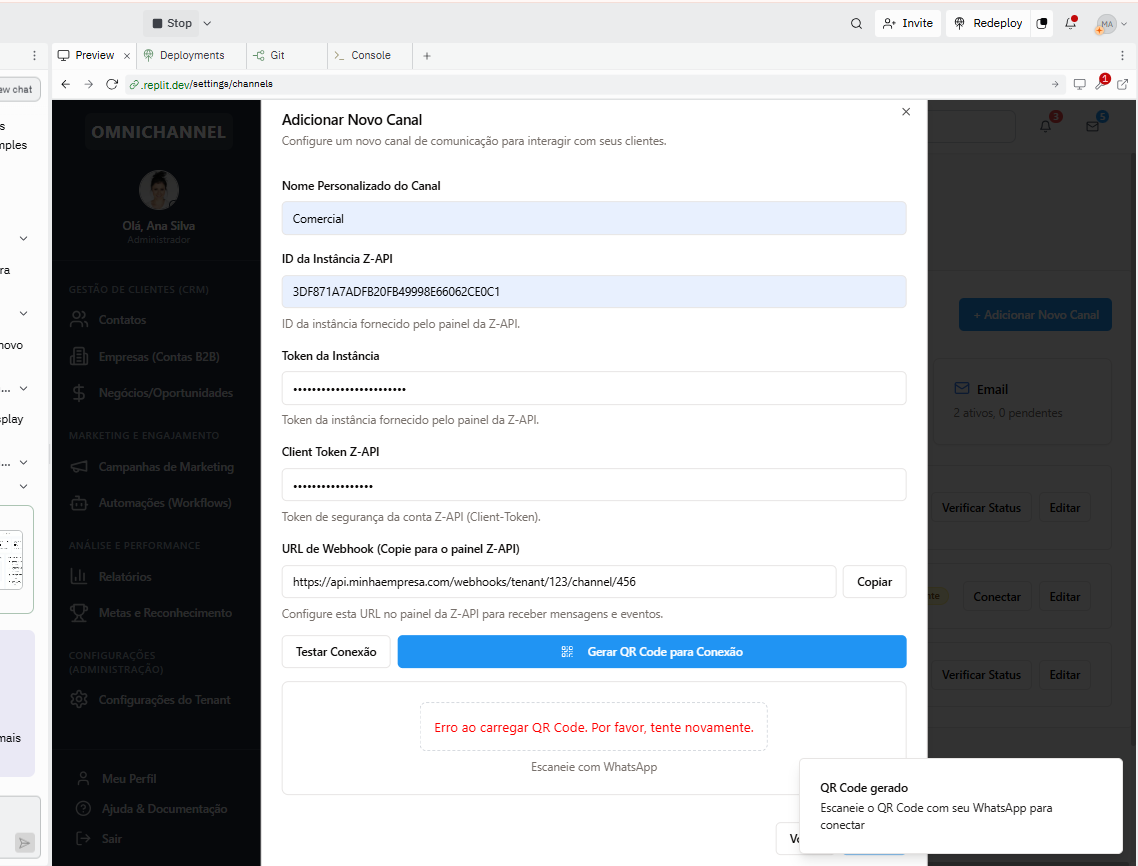 Stop
Invite
Redeploy
MA
Preview
Deployments
Git
Console
.replit.dev/settings/channels
1
ew chat
mples
novo
splay
mais
OMNICHANNEL
Olá, Ana Silva
Administrador
GESTÃO DE CLIENTES (CRM)
Contatos
Empresas (Contas B2B)
Negócios/Oportunidades
MARKETING E ENGAJAMENTO
Campanhas de Marketing
Automações (Workflows)
ANÁLISE E PERFORMANCE
Relatórios
Metas e Reconhecimento
CONFIGURAÇÕES
(ADMINISTRAÇÃO)
Configurações do Tenant
Meu Perfil
Ajuda & Documentação
Sair
Adicionar Novo Canal
Configure um novo canal de comunicação para interagir com seus clientes.
Nome Personalizado do Canal
Comercial
ID da Instância Z-API
3DF871A7ADFB20FB49998E66062CE0C1
ID da instância fornecido pelo painel da Z-API.
Token da Instância
Token da instância fornecido pelo painel da Z-API.
Client Token Z-API
Token de segurança da conta Z-API (Client-Token).
URL de Webhook (Copie para o painel Z-API)
https://api.minhaempresa.com/webhooks/tenant/123/channel/456
Copiar
Configure esta URL no painel da Z-API para receber mensagens e eventos.
Testar Conexão
Gerar QR Code para Conexão
Erro ao carregar QR Code. Por favor, tente novamente.
Escaneie com WhatsApp
3
5
+ Adicionar Novo Canal
Email
2 ativos, 0 pendentes
Verificar Status
Editar
Conectar
Editar
Verificar Status
Editar
QR Code gerado
Escaneie o QR Code com seu WhatsApp para
conectar